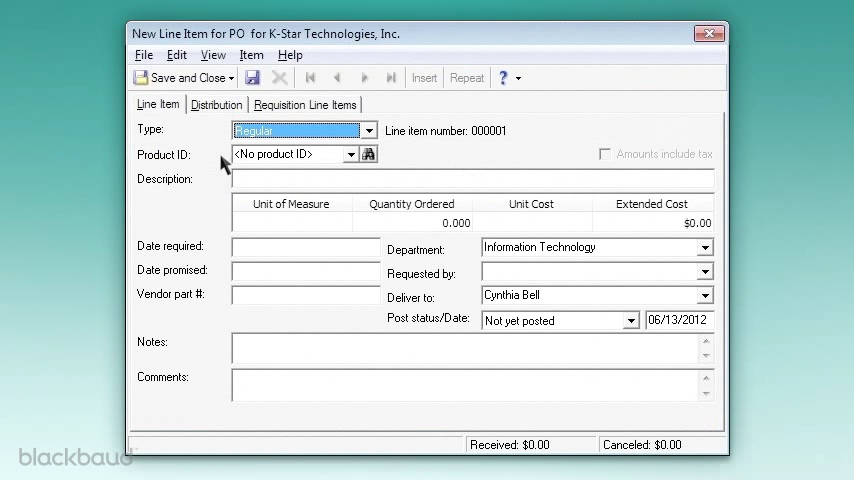 New Line Item for PO for K-Star Technologies, Inc.
File Edit View Item Help
Save and Close Insert Repeat ?
Line Item Distribution Requisition Line Items
Type: Regular Line item number: 000001
Product ID: <No product ID> Amounts include tax
Description:
Unit of Measure Quantity Ordered Unit Cost Extended Cost
0.000 $0.00
Date required: Department: Information Technology
Date promised: Requested by:
Vendor part #: Deliver to: Cynthia Bell
Post status/Date: Not yet posted 06/13/2012
Notes:
Comments:
Received: $0.00 Canceled: $0.00
blackbaud